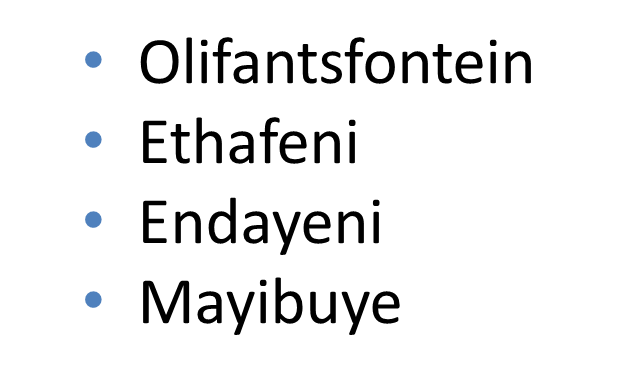 • Olifantsfontein
• Ethafeni
• Endayeni
• Mayibuye